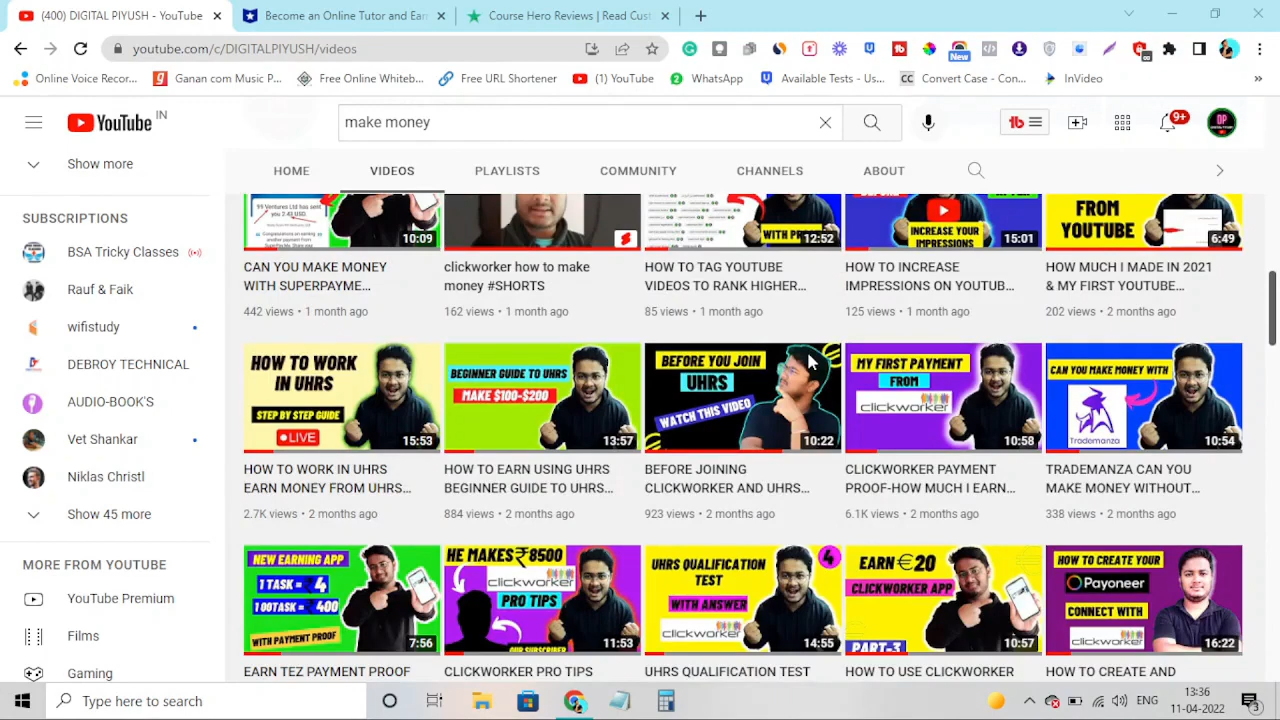 (400) DIGITAL PIYUSH - YouTube
Become an Online Tutor and Ear
Course Hero Reviews | Read Cust
youtube.com/c/DIGITALPIYUSH/videos
New
Online Voice Recor...
Ganan com Music P...
Free Online Whiteb...
Free URL Shortener
(1) YouTube
WhatsApp
Available Tests - Us...
CC Convert Case - Con...
InVideo
YouTube IN
make money
9+
Show more
HOME
VIDEOS
PLAYLISTS
COMMUNITY
CHANNELS
ABOUT
SUBSCRIPTIONS
BSA Tricky Classes
Rauf & Faik
wifistudy
DEBROY TECHNICAL
AUDIO-BOOK'S
Vet Shankar
Niklas Christl
Show 45 more
MORE FROM YOUTUBE
YouTube Premium
Films
Gaming
99 Ventures Ltd has sent
you 2.43 USD
10:09
WITH P
12:52
INCREASE YOUR
IMPRESSIONS
15:01
FROM
YOUTUBE
6:49
CAN YOU MAKE MONEY
WITH SUPERPAYME...
442 views • 1 month ago
clickworker how to make
money #SHORTS
162 views • 1 month ago
HOW TO TAG YOUTUBE
VIDEOS TO RANK HIGHER...
85 views • 1 month ago
HOW TO INCREASE
IMPRESSIONS ON YOUTUB...
125 views • 1 month ago
HOW MUCH I MADE IN 2021
& MY FIRST YOUTUBE...
202 views • 2 months ago
HOW TO WORK
IN UHRS
STEP BY STEP GUIDE
LIVE
15:53
BEGINNER GUIDE TO UHRS
MAKE $100-$200
13:57
BEFORE YOU JOIN
UHRS
WATCH THIS VIDEO
10:22
MY FIRST PAYMENT
FROM
clickworker
10:58
CAN YOU MAKE MONEY WITH
Trademanza
10:54
HOW TO WORK IN UHRS
EARN MONEY FROM UHRS...
2.7K views • 2 months ago
HOW TO EARN USING UHRS
BEGINNER GUIDE TO UHRS...
884 views • 2 months ago
BEFORE JOINING
CLICKWORKER AND UHRS...
923 views • 2 months ago
CLICKWORKER PAYMENT
PROOF-HOW MUCH I EARN...
6.1K views • 2 months ago
TRADEMANZA CAN YOU
MAKE MONEY WITHOUT...
338 views • 2 months ago
NEW EARNING APP
1 TASK = ₹4
100TASK = ₹400
WITH PAYMENT PROOF
7:56
HE MAKES ₹8500
clickworker
PRO TIPS
OUR SUBSCRIBER
11:53
UHRS QUALIFICATION
TEST
4
WITH ANSWER
clickworker
14:55
EARN €20
CLICKWORKER APP
PART-3
10:57
HOW TO CREATE YOUR
Payoneer
CONNECT WITH
clickworker
16:22
EARN TEZ PAYMENT PROOF
CLICKWORKER PRO TIPS
UHRS QUALIFICATION TEST
HOW TO USE CLICKWORKER
HOW TO CREATE AND
Type here to search
ENG
13:36
11-04-2022
3